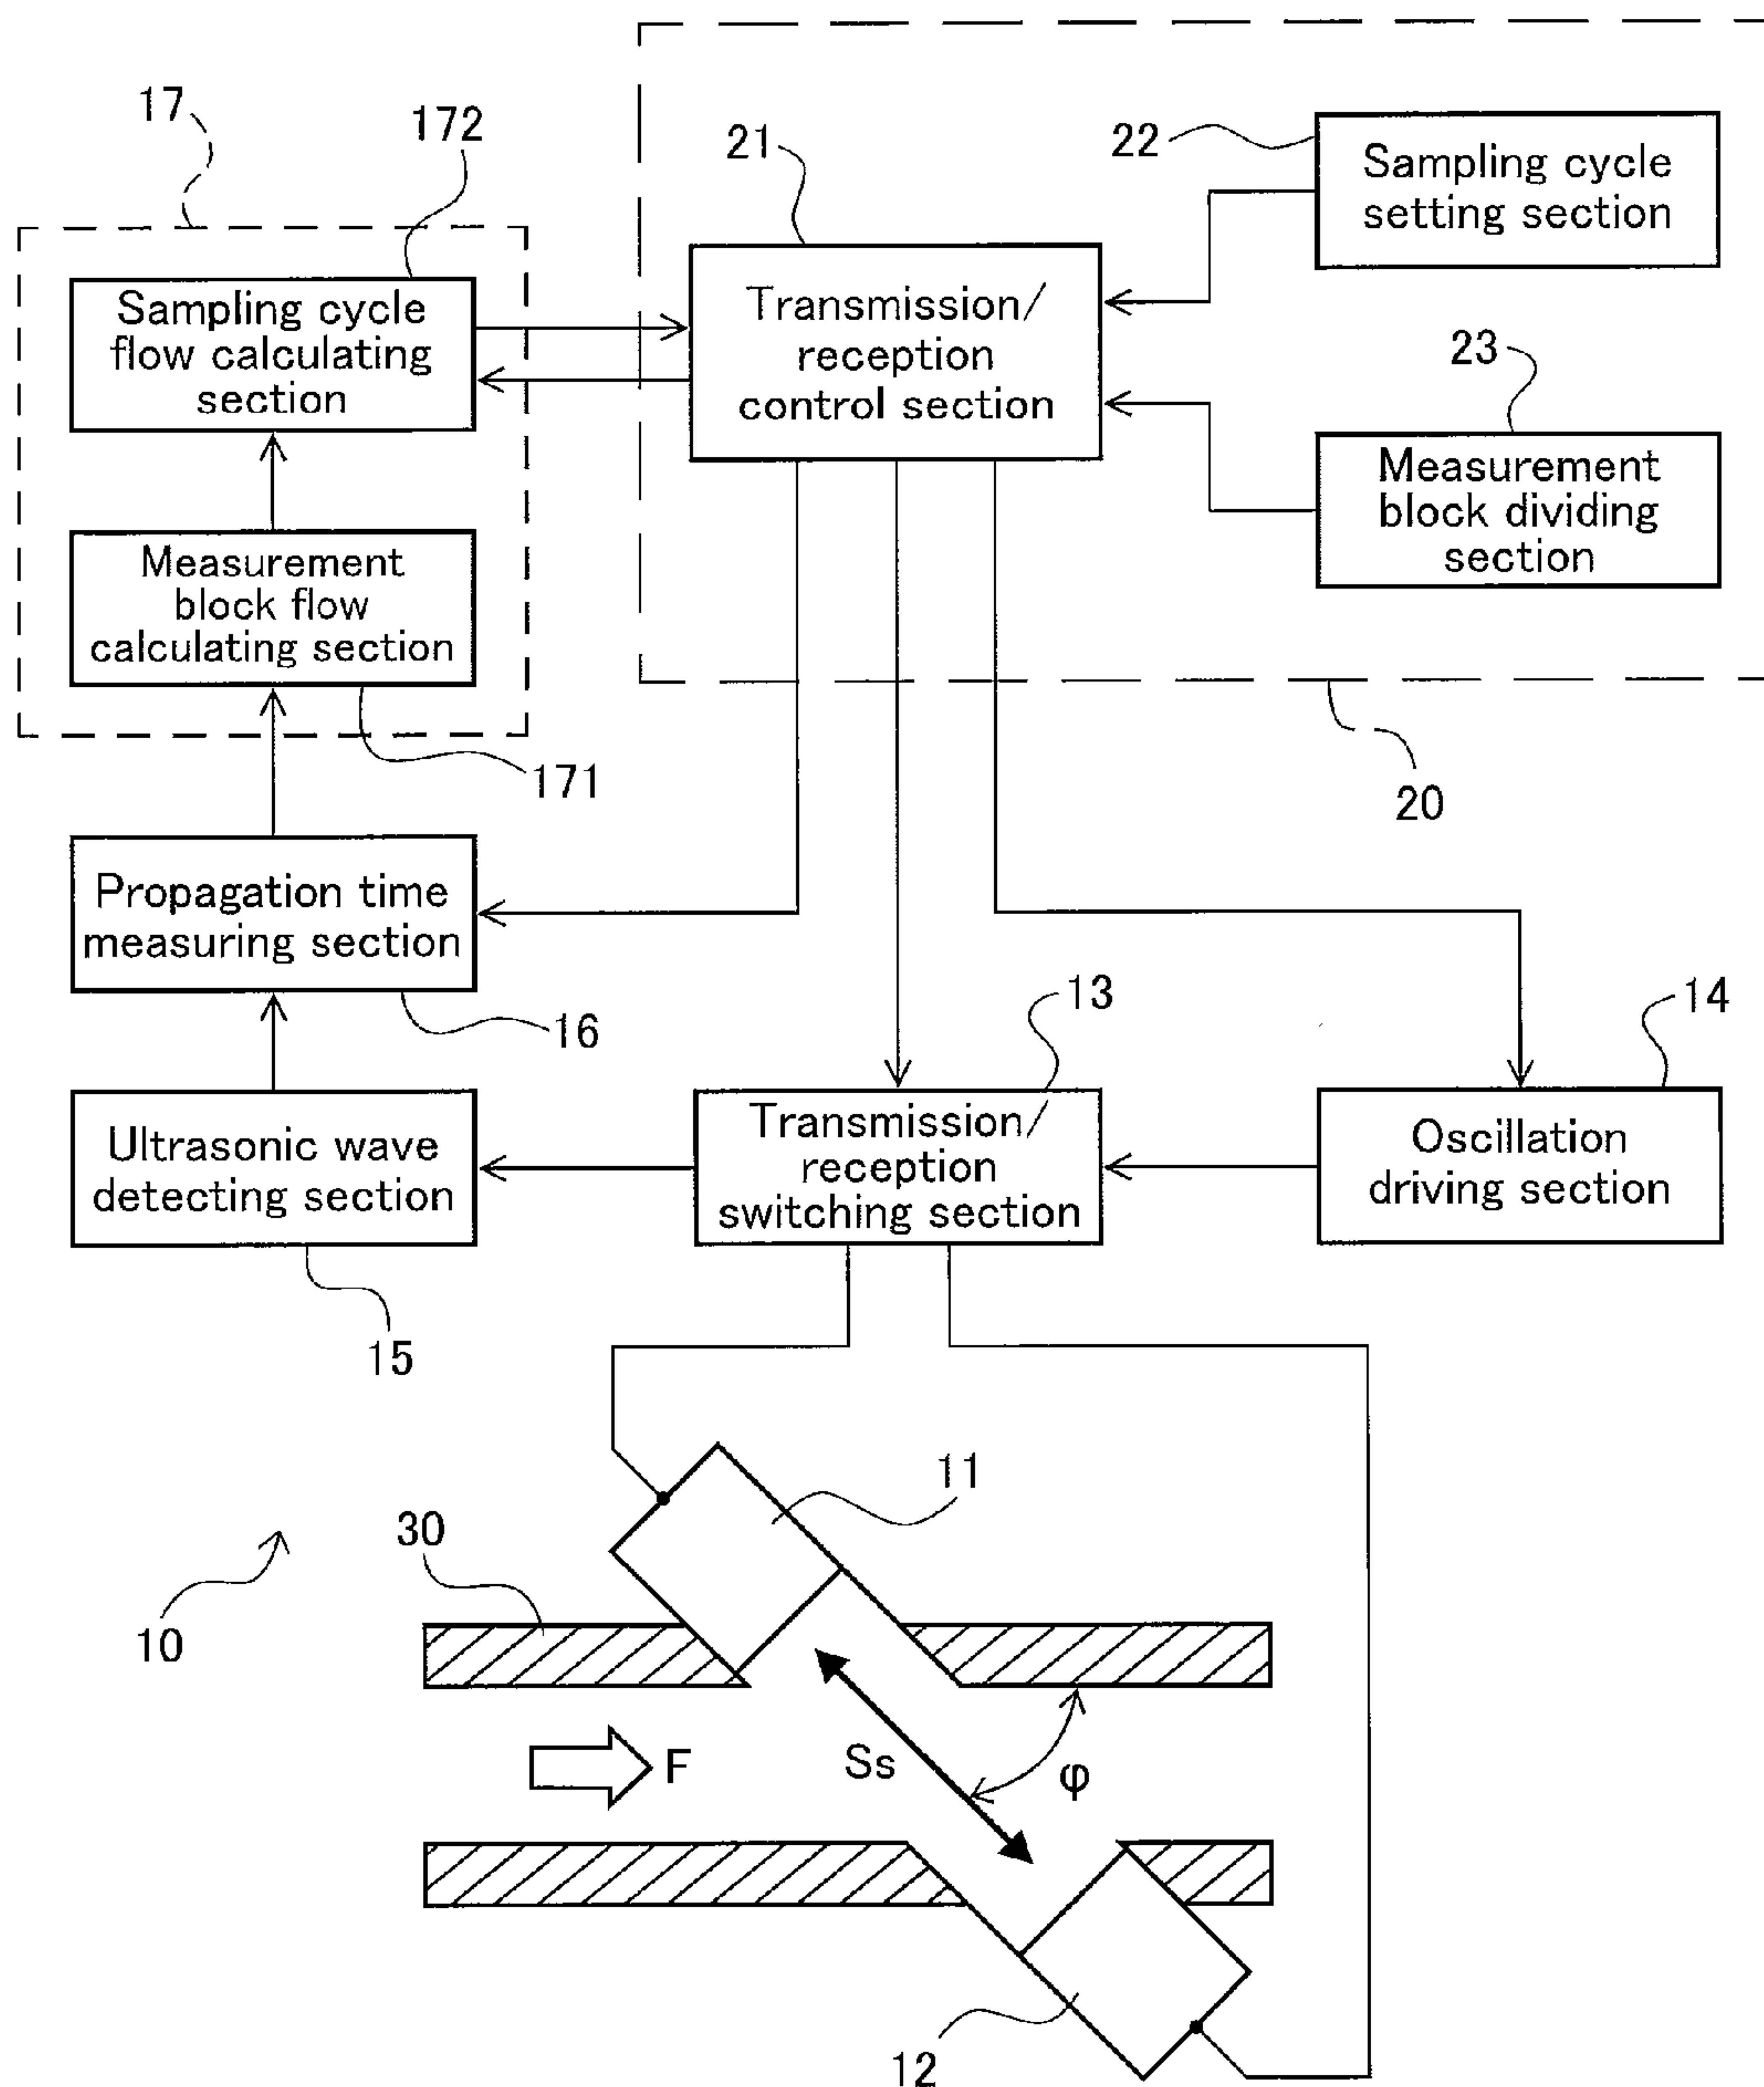 17
172
21
22
Sampling cycle
setting section
Sampling cycle
flow calculating
section
Transmission/
reception
control section
23
Measurement
block dividing
section
Measurement
block flow
calculating section
171
20
Propagation time
measuring section
16
13
14
Ultrasonic wave
detecting section
Transmission/
reception
switching section
Oscillation
driving section
15
11
30
10
F
Ss
φ
12